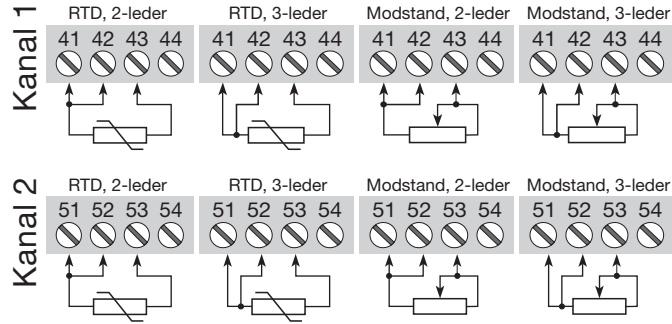 Kanal 1
RTD, 2-leder RTD, 3-leder Modstand, 2-leder Modstand, 3-leder
41 42 43 44 41 42 43 44 41 42 43 44 41 42 43 44
Kanal 2
RTD, 2-leder RTD, 3-leder Modstand, 2-leder Modstand, 3-leder
51 52 53 54 51 52 53 54 51 52 53 54 51 52 53 54